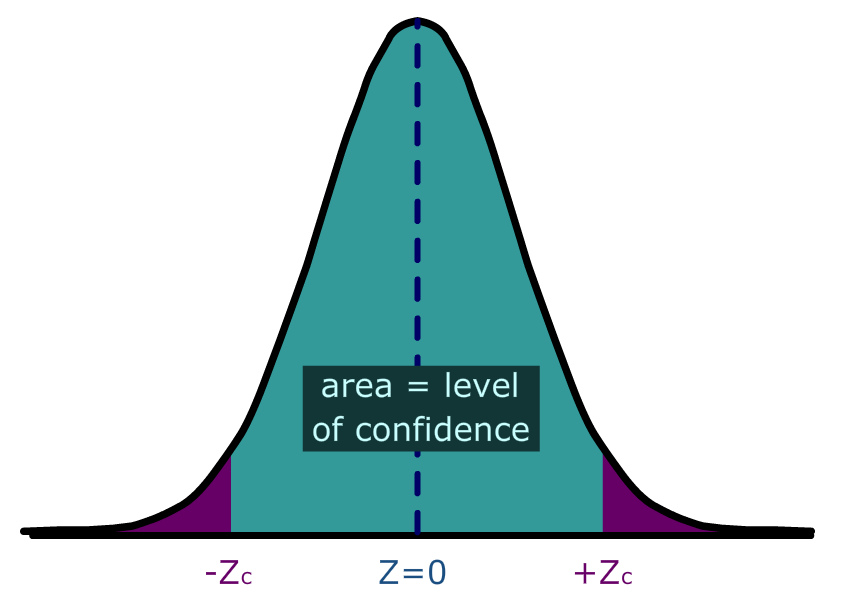 area = level
of confidence
-Zc Z=0 +Zc